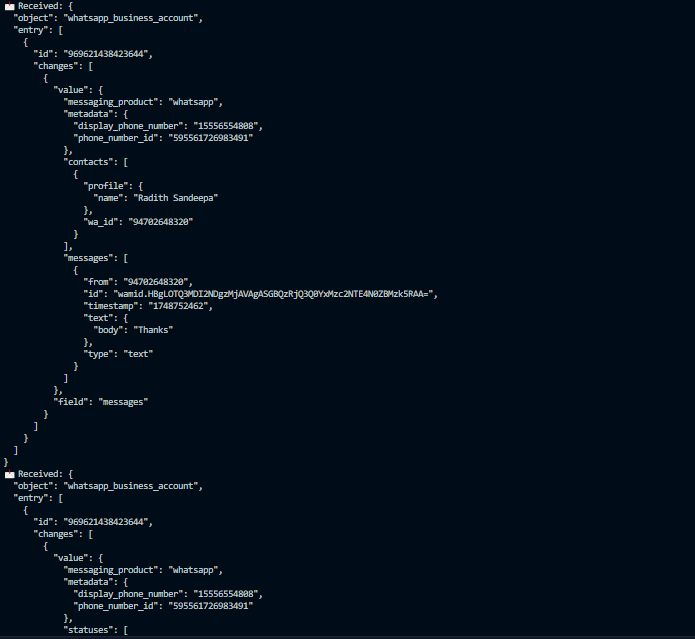 Received: {
"object": "whatsapp_business_account",
"entry": [
{
"id": "969621438423644",
"changes": [
{
"value": {
"messaging_product": "whatsapp",
"metadata": {
"display_phone_number": "15556554808",
"phone_number_id": "595561726983491"
},
"contacts": [
{
"profile": {
"name": "Radith Sandeepa"
},
"wa_id": "94702648320"
}
],
"messages": [
{
"from": "94702648320",
"id": "wamid.HBgLOTQ3MDI2NDgzMjAVAgASGBQzRjQ3Q0YxMzc2NTE4N0ZBMzk5RAA=",
"timestamp": "1748752462",
"text": {
"body": "Thanks"
},
"type": "text"
}
]
},
"field": "messages"
}
]
}
]
}
Received: {
"object": "whatsapp_business_account",
"entry": [
{
"id": "969621438423644",
"changes": [
{
"value": {
"messaging_product": "whatsapp",
"metadata": {
"display_phone_number": "15556554808",
"phone_number_id": "595561726983491"
},
"statuses": [